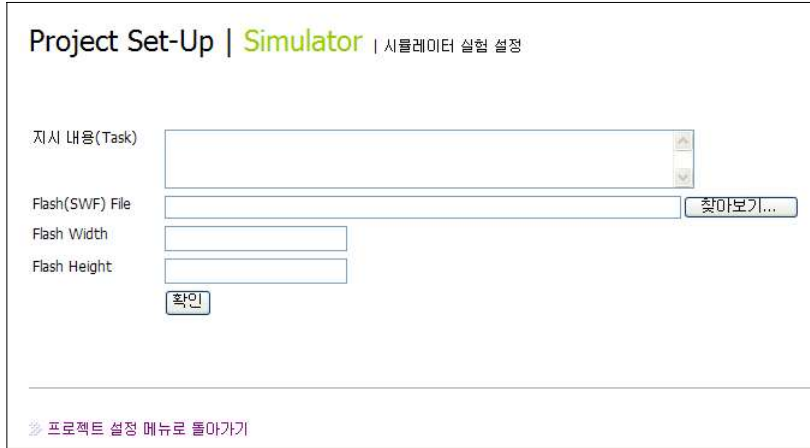 Project Set-Up | Simulator | 시뮬레이터 실험 설정
지시 내용(Task)
Flash(SWF) File 찾아보기...
Flash Width
Flash Height
확인
프로젝트 설정 메뉴로 돌아가기